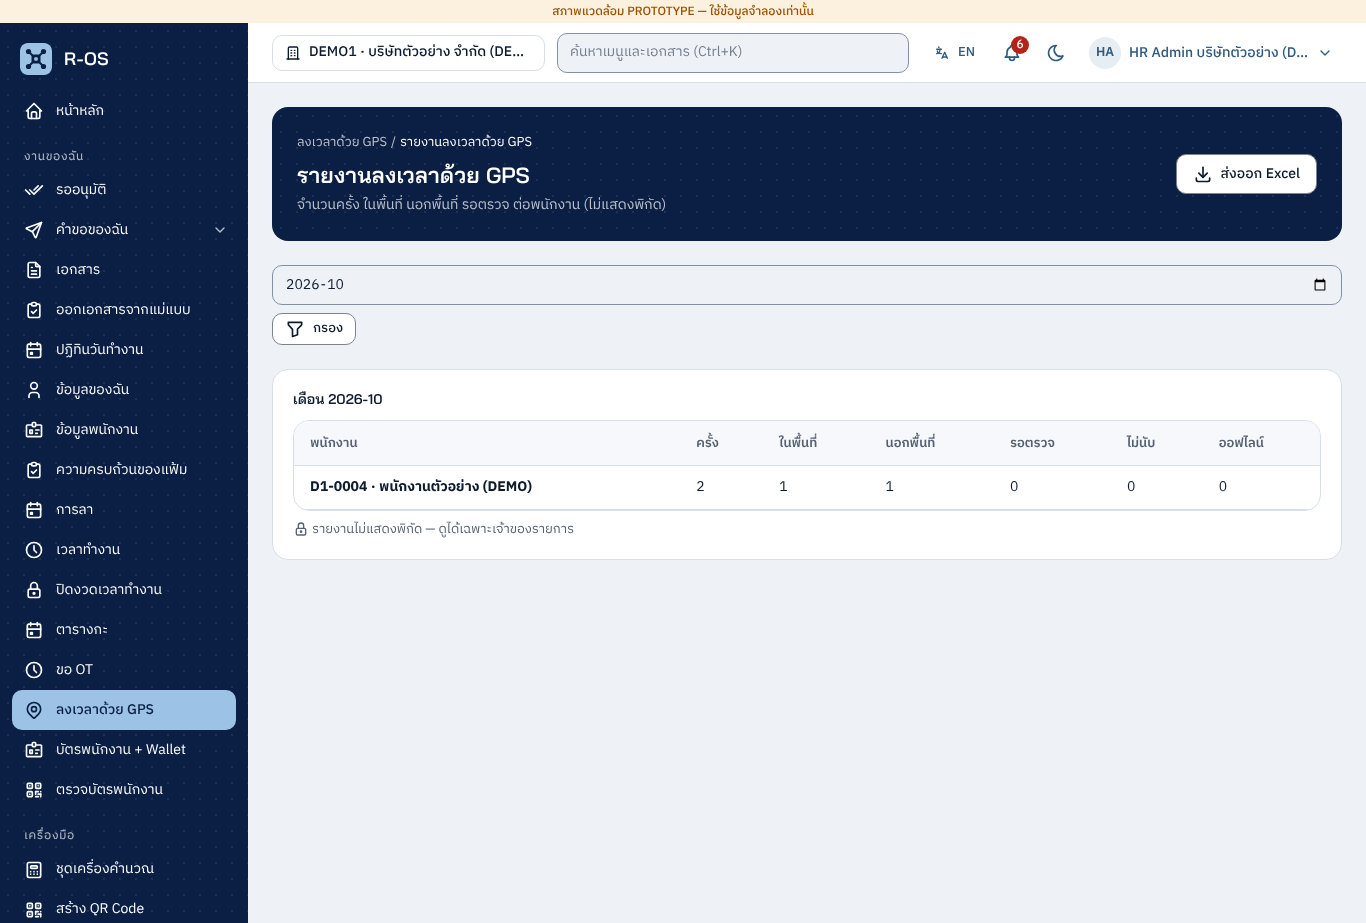 สภาพแวดล้อม PROTOTYPE — ใช้ข้อมูลจำลองเท่านั้น
R-OS
DEMO1 · บริษัทตัวอย่าง จำกัด (DE...
ค้นหาเมนูและเอกสาร (Ctrl+K)
EN
6
HA
HR Admin บริษัทตัวอย่าง (D...
หน้าหลัก
งานของฉัน
รออนุมัติ
คำขอของฉัน
เอกสาร
ออกเอกสารจากแม่แบบ
ปฏิทินวันทำงาน
ข้อมูลของฉัน
ข้อมูลพนักงาน
ความครบถ้วนของแฟ้ม
การลา
เวลาทำงาน
ปิดงวดเวลาทำงาน
ตารางกะ
ขอ OT
ลงเวลาด้วย GPS
บัตรพนักงาน + Wallet
ตรวจบัตรพนักงาน
เครื่องมือ
ชุดเครื่องคำนวณ
สร้าง QR Code
ลงเวลาด้วย GPS / รายงานลงเวลาด้วย GPS
รายงานลงเวลาด้วย GPS
จำนวนครั้ง ในพื้นที่ นอกพื้นที่ รอตรวจ ต่อพนักงาน (ไม่แสดงพิกัด)
ส่งออก Excel
2026-10
กรอง
เดือน 2026-10
พนักงาน ครั้ง ในพื้นที่ นอกพื้นที่ รอตรวจ ไม่นับ ออฟไลน์
D1-0004 · พนักงานตัวอย่าง (DEMO) 2 1 1 0 0 0
รายงานไม่แสดงพิกัด — ดูได้เฉพาะเจ้าของรายการ